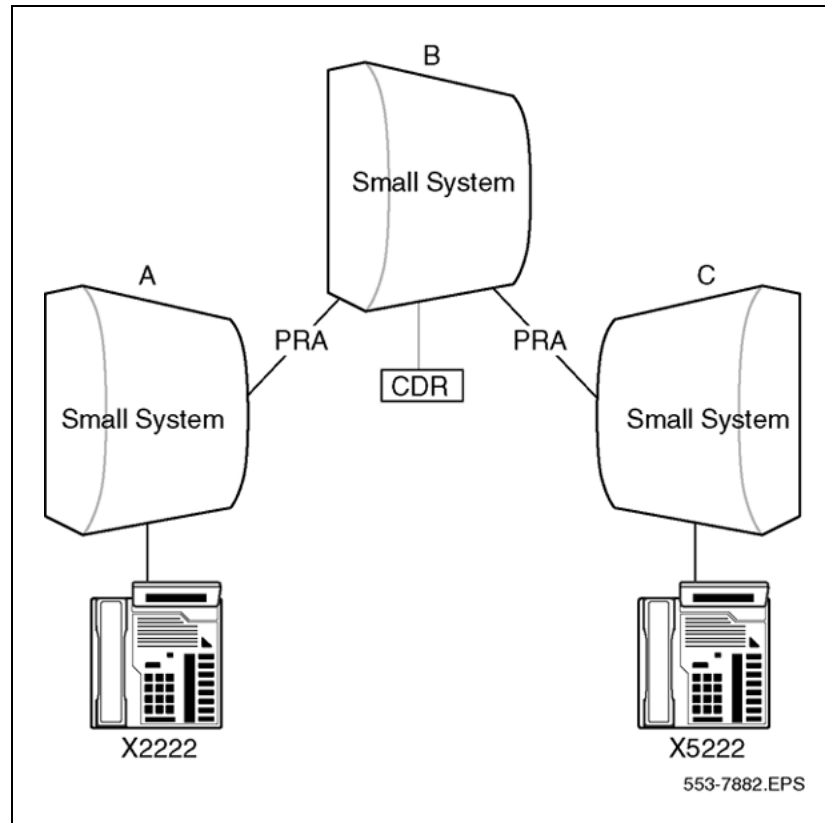 B
Small System
A
C
PRA
PRA
CDR
Small System
Small System
X2222
X5222
553-7882.EPS